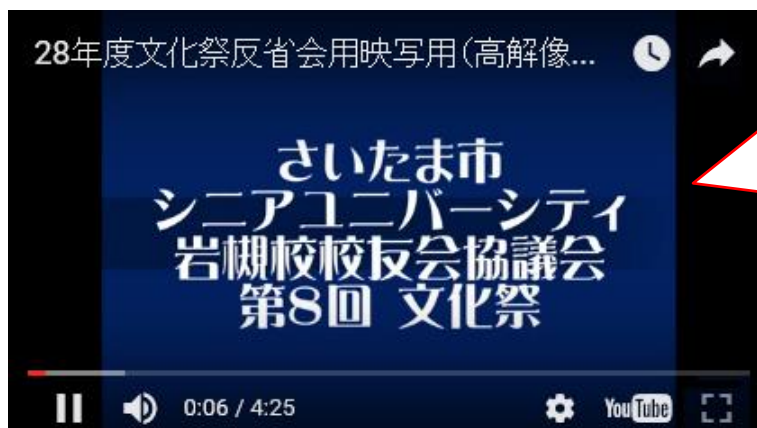 28年度文化祭反省会用映写用(高解像...
さいたま市
シニアユニバーシティ
岩槻校校友会協議会
第8回 文化祭
0:06 / 4:25
YouTube